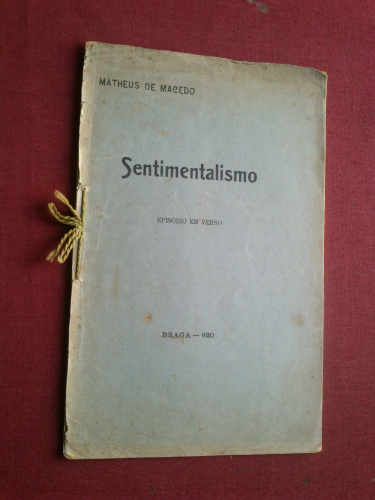 MATHEUS DE MACEDO
Sentimentalismo
EPISODIO EM VERSO
BRAGA — 920